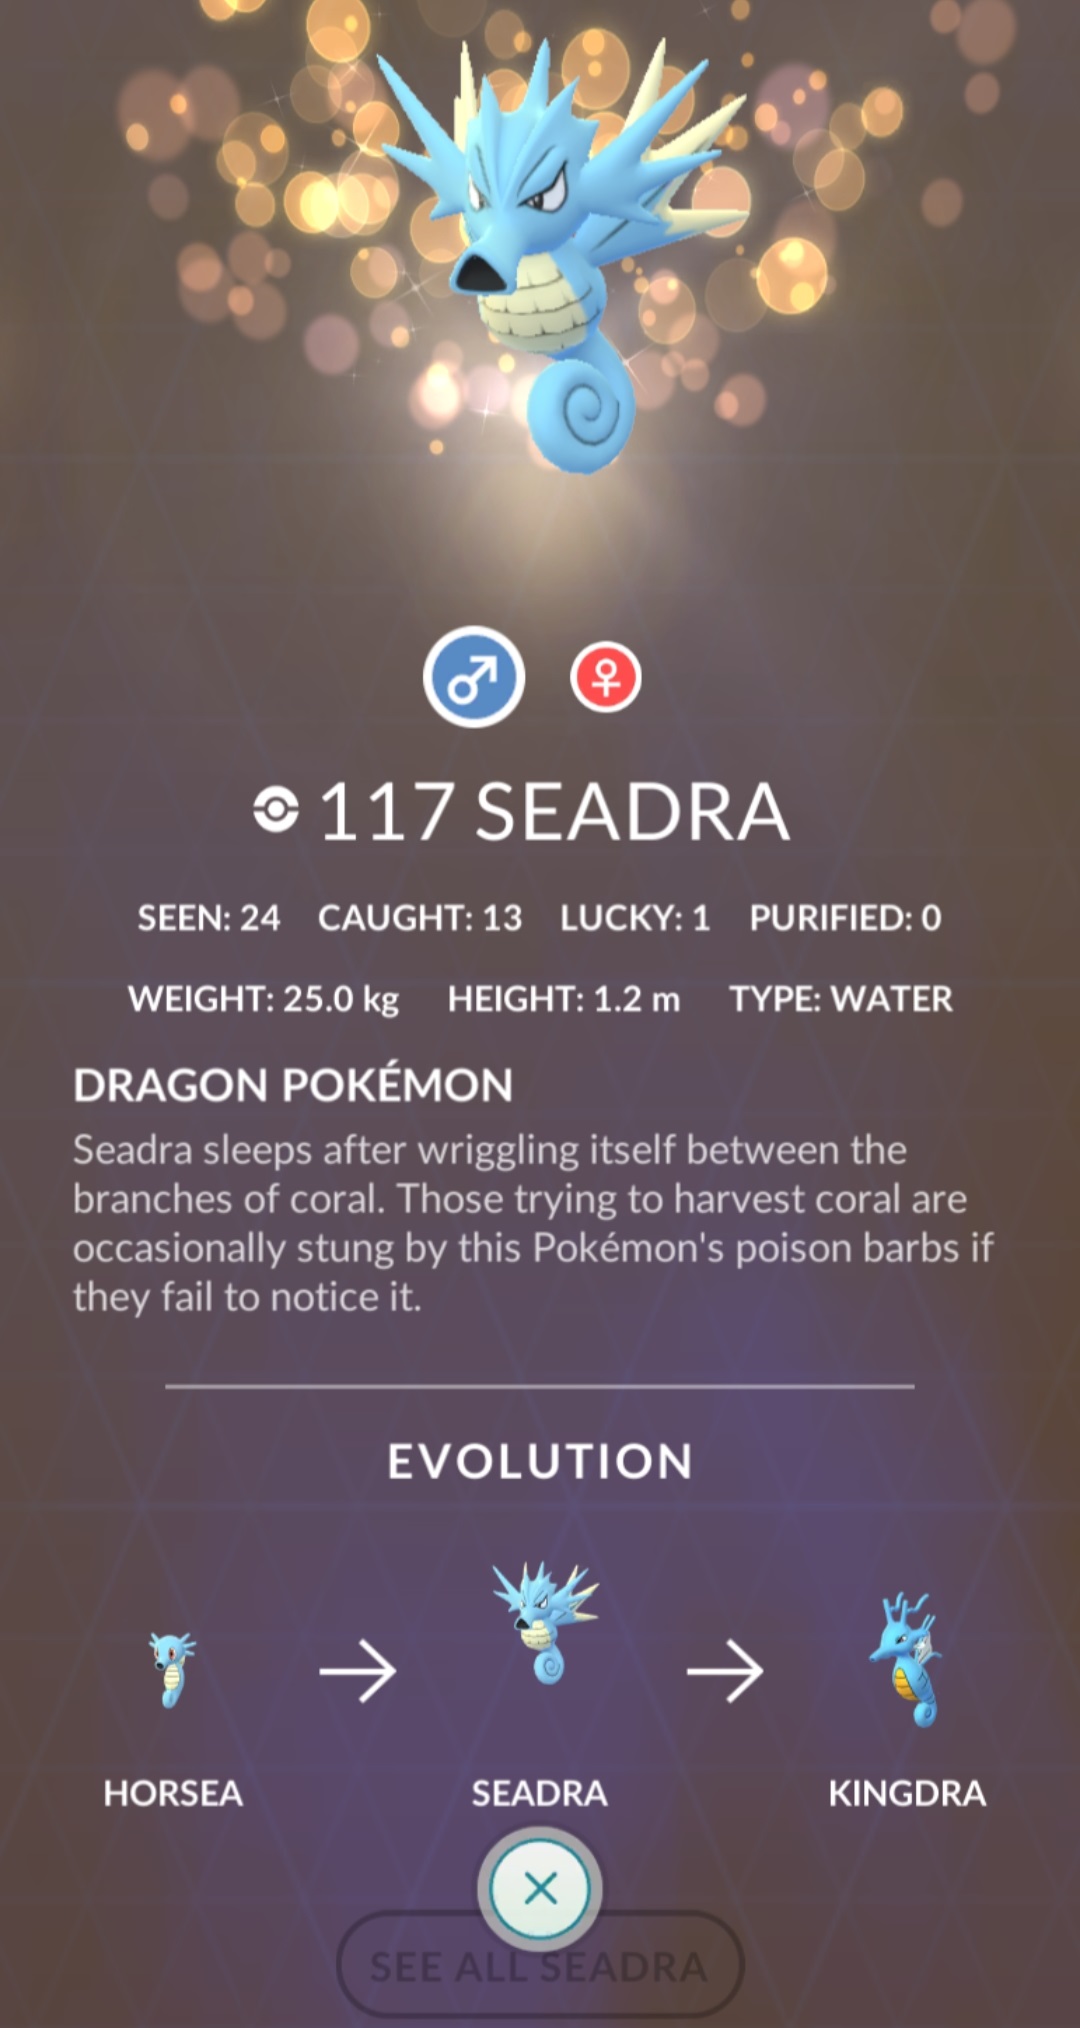 117 SEADRA
SEEN: 24 CAUGHT: 13 LUCKY: 1 PURIFIED: 0
WEIGHT: 25.0 kg HEIGHT: 1.2 m TYPE: WATER
DRAGON POKÉMON
Seadra sleeps after wriggling itself between the
branches of coral. Those trying to harvest coral are
occasionally stung by this Pokémon's poison barbs if
they fail to notice it.
EVOLUTION
HORSEA SEADRA KINGDRA
SEE ALL SEADRA